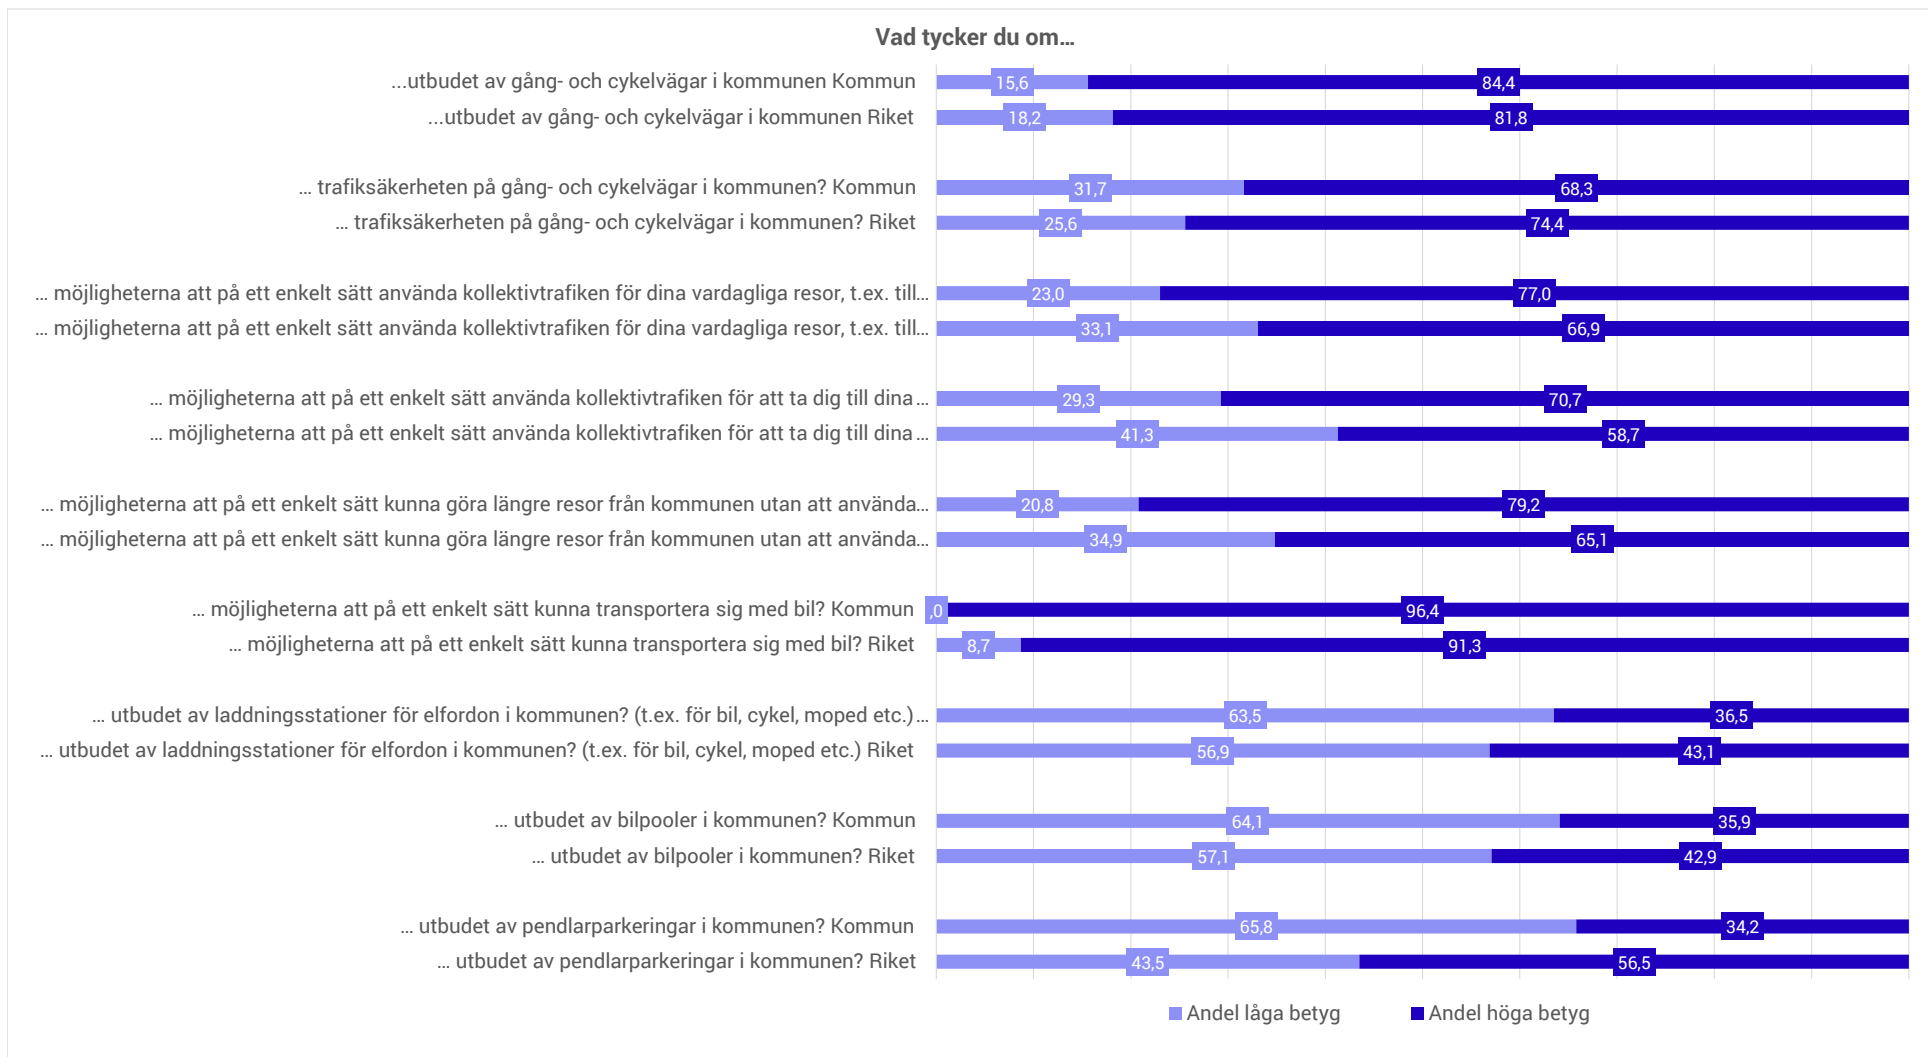 Vad tycker du om…
...utbudet av gång- och cykelvägar i kommunen Kommun 15,6 84,4
...utbudet av gång- och cykelvägar i kommunen Riket 18,2 81,8
… trafiksäkerheten på gång- och cykelvägar i kommunen? Kommun 31,7 68,3
… trafiksäkerheten på gång- och cykelvägar i kommunen? Riket 25,6 74,4
… möjligheterna att på ett enkelt sätt använda kollektivtrafiken för dina vardagliga resor, t.ex. till… 23,0 77,0
… möjligheterna att på ett enkelt sätt använda kollektivtrafiken för dina vardagliga resor, t.ex. till… 33,1 66,9
… möjligheterna att på ett enkelt sätt använda kollektivtrafiken för att ta dig till dina … 29,3 70,7
… möjligheterna att på ett enkelt sätt använda kollektivtrafiken för att ta dig till dina … 41,3 58,7
… möjligheterna att på ett enkelt sätt kunna göra längre resor från kommunen utan att använda… 20,8 79,2
… möjligheterna att på ett enkelt sätt kunna göra längre resor från kommunen utan att använda… 34,9 65,1
… möjligheterna att på ett enkelt sätt kunna transportera sig med bil? Kommun ,0 96,4
… möjligheterna att på ett enkelt sätt kunna transportera sig med bil? Riket 8,7 91,3
… utbudet av laddningsstationer för elfordon i kommunen? (t.ex. för bil, cykel, moped etc.)… 63,5 36,5
… utbudet av laddningsstationer för elfordon i kommunen? (t.ex. för bil, cykel, moped etc.) Riket 56,9 43,1
… utbudet av bilpooler i kommunen? Kommun 64,1 35,9
… utbudet av bilpooler i kommunen? Riket 57,1 42,9
… utbudet av pendlarparkeringar i kommunen? Kommun 65,8 34,2
… utbudet av pendlarparkeringar i kommunen? Riket 43,5 56,5
Andel låga betyg Andel höga betyg